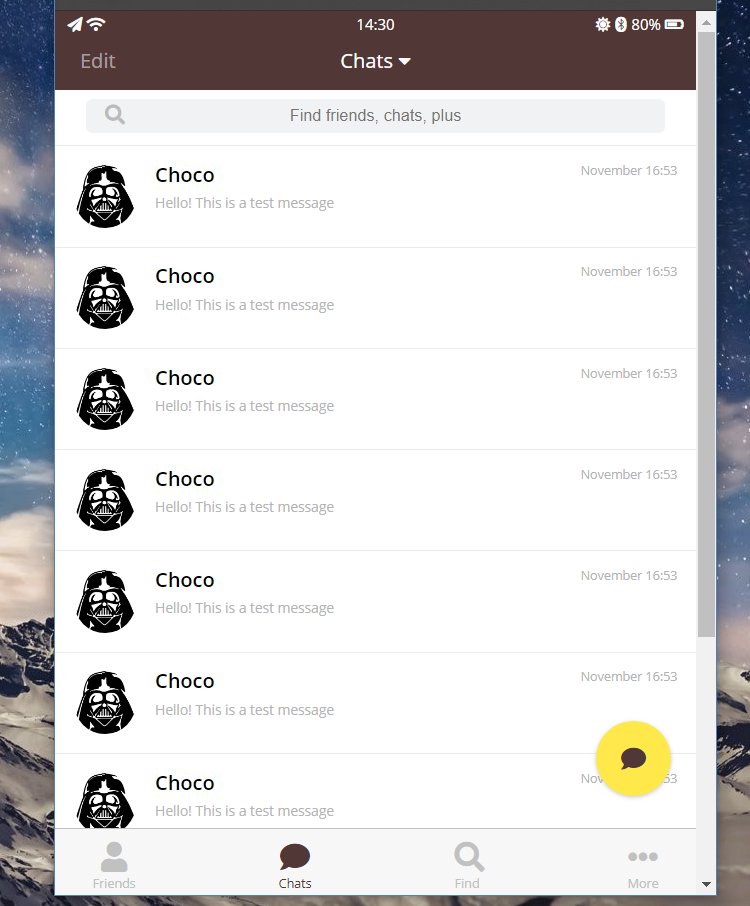 14:30
80%
Edit
Chats
Find friends, chats, plus
Choco
November 16:53
Hello! This is a test message
Choco
November 16:53
Hello! This is a test message
Choco
November 16:53
Hello! This is a test message
Choco
November 16:53
Hello! This is a test message
Choco
November 16:53
Hello! This is a test message
Choco
November 16:53
Hello! This is a test message
Choco
Hello! This is a test message
Friends
Chats
Find
More